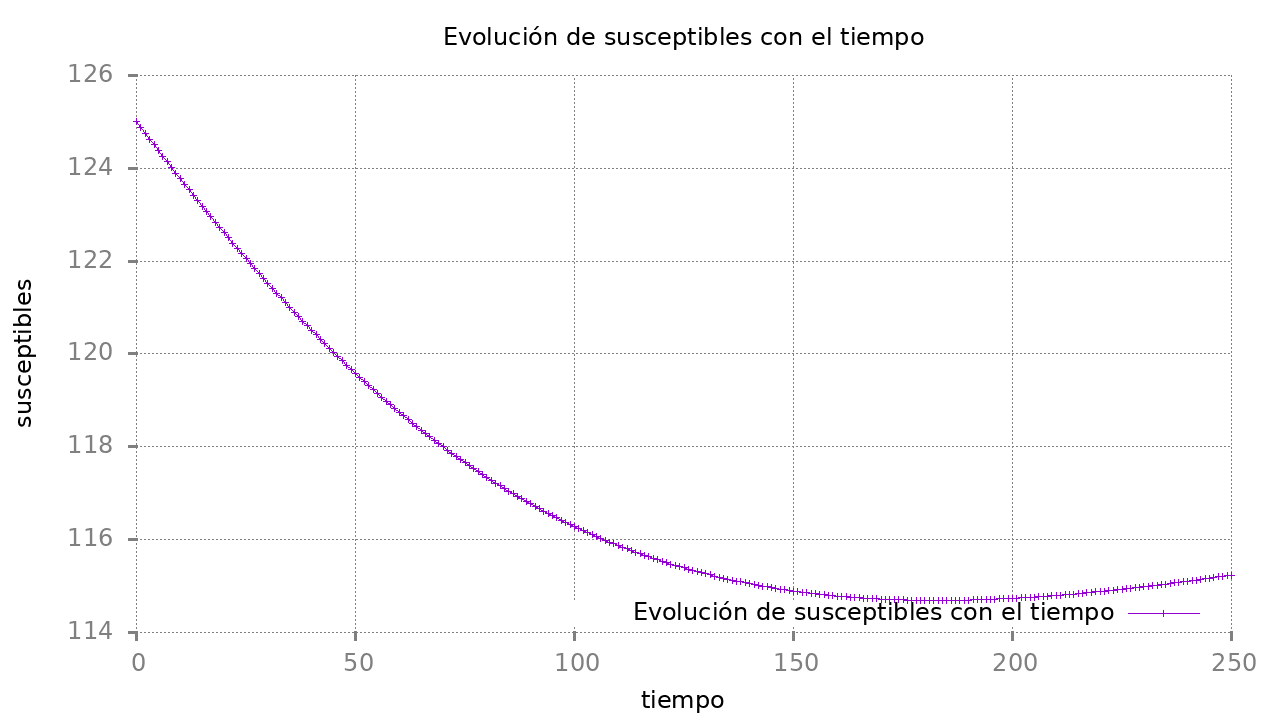 Evolución de susceptibles con el tiempo
126
124
122
120
118
116
114
susceptibles
Evolución de susceptibles con el tiempo
0 50 100 150 200 250
tiempo